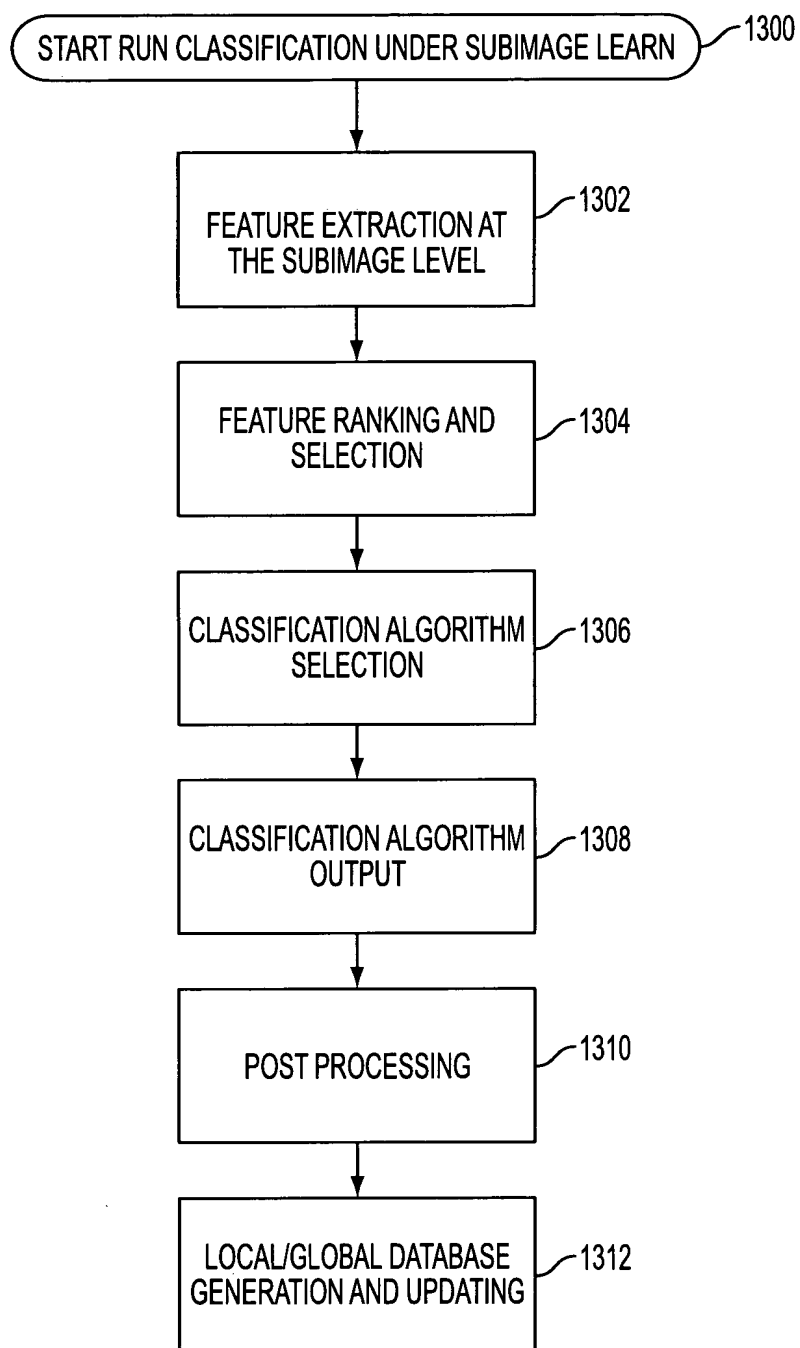 START RUN CLASSIFICATION UNDER SUBIMAGE LEARN
1300
FEATURE EXTRACTION AT
THE SUBIMAGE LEVEL
1302
FEATURE RANKING AND
SELECTION
1304
CLASSIFICATION ALGORITHM
SELECTION
1306
CLASSIFICATION ALGORITHM
OUTPUT
1308
POST PROCESSING
1310
LOCAL/GLOBAL DATABASE
GENERATION AND UPDATING
1312